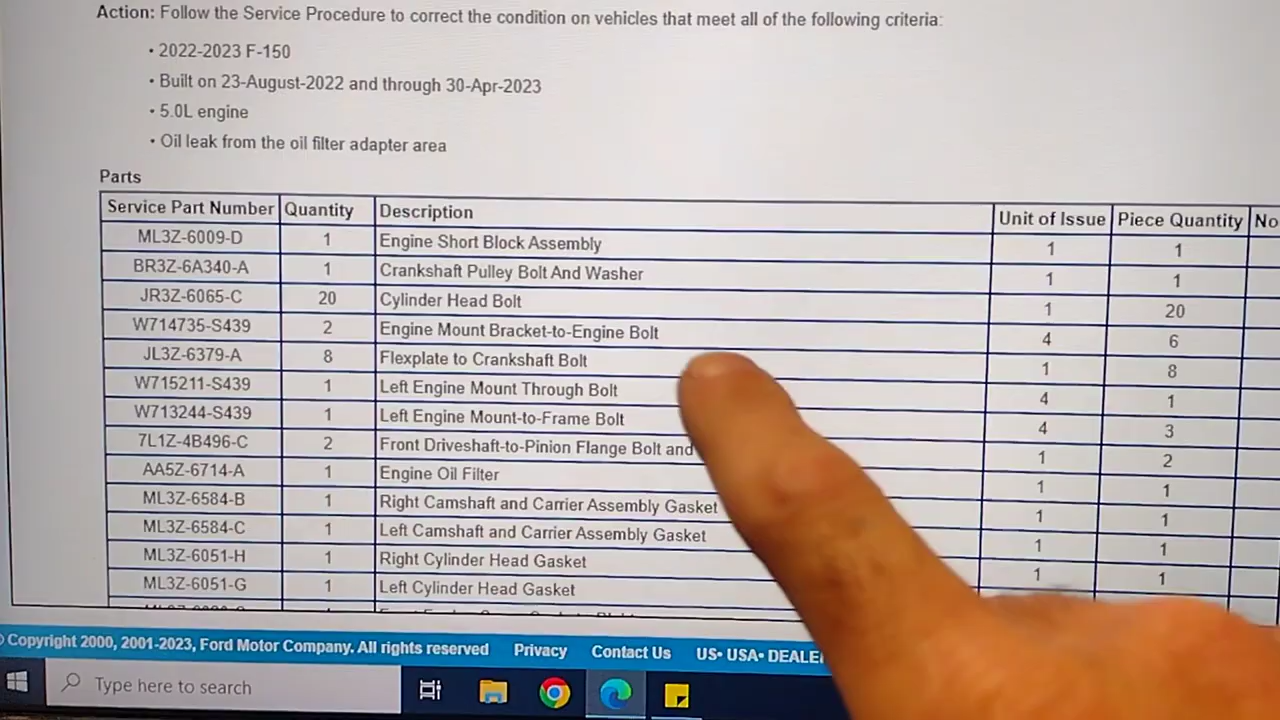 Action: Follow the Service Procedure to correct the condition on vehicles that meet all of the following criteria:
• 2022-2023 F-150
• Built on 23-August-2022 and through 30-Apr-2023
• 5.0L engine
• Oil leak from the oil filter adapter area
Parts
Service Part Number Quantity Description Unit of Issue Piece Quantity No
ML3Z-6009-D 1 Engine Short Block Assembly 1 1
BR3Z-6A340-A 1 Crankshaft Pulley Bolt And Washer 1 1
JR3Z-6065-C 20 Cylinder Head Bolt 1 20
W714735-S439 2 Engine Mount Bracket-to-Engine Bolt 4 6
JL3Z-6379-A 8 Flexplate to Crankshaft Bolt 1 8
W715211-S439 1 Left Engine Mount Through Bolt 4 1
W713244-S439 1 Left Engine Mount-to-Frame Bolt 4 3
7L1Z-4B496-C 2 Front Driveshaft-to-Pinion Flange Bolt and 1 2
AA5Z-6714-A 1 Engine Oil Filter 1 1
ML3Z-6584-B 1 Right Camshaft and Carrier Assembly Gasket 1 1
ML3Z-6584-C 1 Left Camshaft and Carrier Assembly Gasket 1 1
ML3Z-6051-H 1 Right Cylinder Head Gasket 1 1
ML3Z-6051-G 1 Left Cylinder Head Gasket
Copyright 2000, 2001-2023, Ford Motor Company. All rights reserved Privacy Contact Us US• USA• DEALE
Type here to search